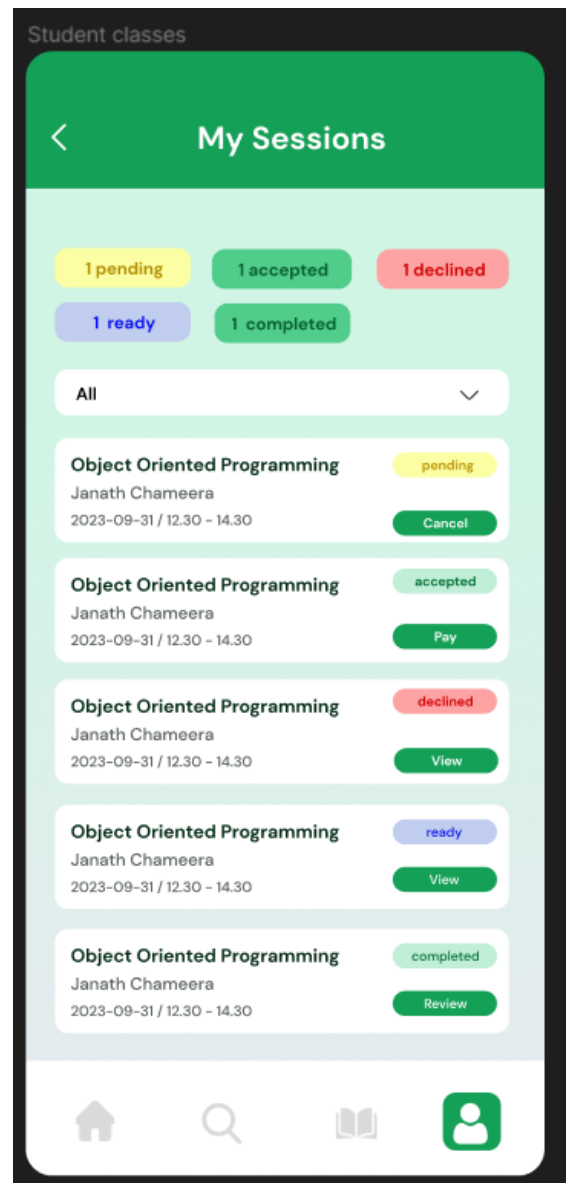 Student classes
My Sessions
1 pending
1 accepted
1 declined
1 ready
1 completed
All
Object Oriented Programming
pending
Janath Chameera
2023-09-31 / 12.30 - 14.30
Cancel
Object Oriented Programming
accepted
Janath Chameera
2023-09-31 / 12.30 - 14.30
Pay
Object Oriented Programming
declined
Janath Chameera
2023-09-31 / 12.30 - 14.30
View
Object Oriented Programming
ready
Janath Chameera
2023-09-31 / 12.30 - 14.30
View
Object Oriented Programming
completed
Janath Chameera
2023-09-31 / 12.30 - 14.30
Review